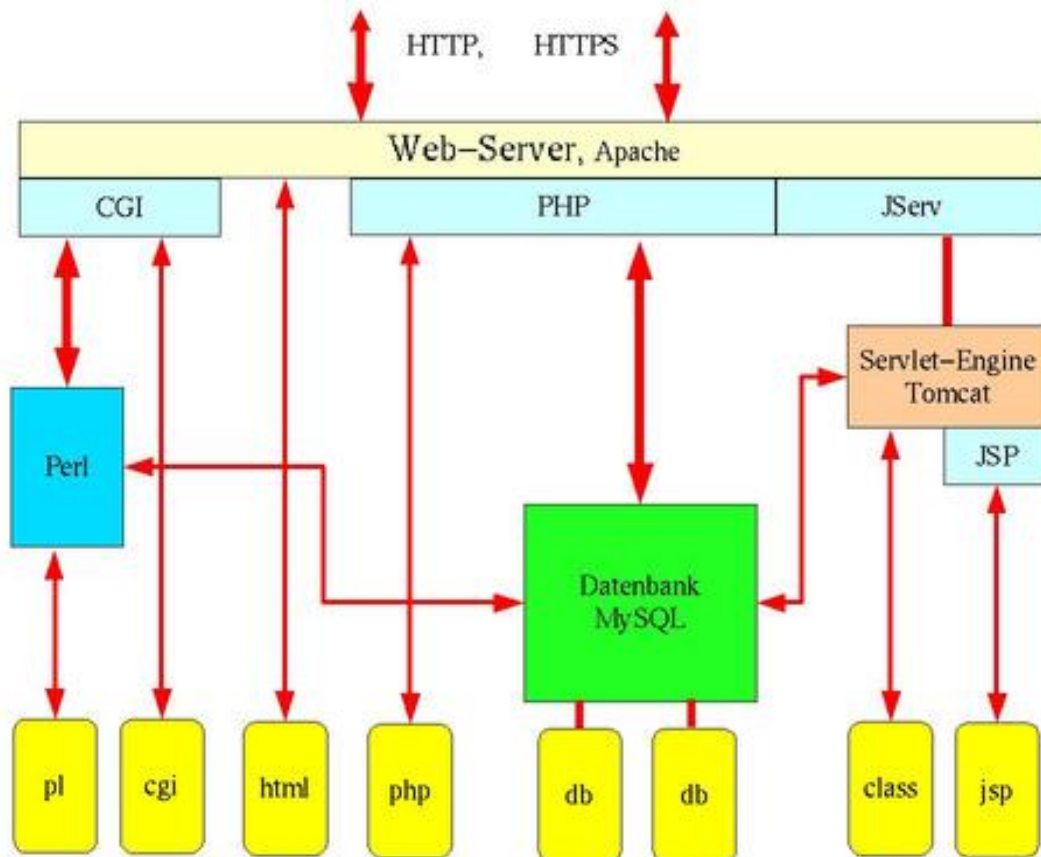 HTTP, HTTPS
Web-Server, Apache
CGI
PHP
JServ
Servlet-Engine
Tomcat
JSP
Perl
Datenbank
MySQL
pl
cgi
html
php
db
db
class
jsp